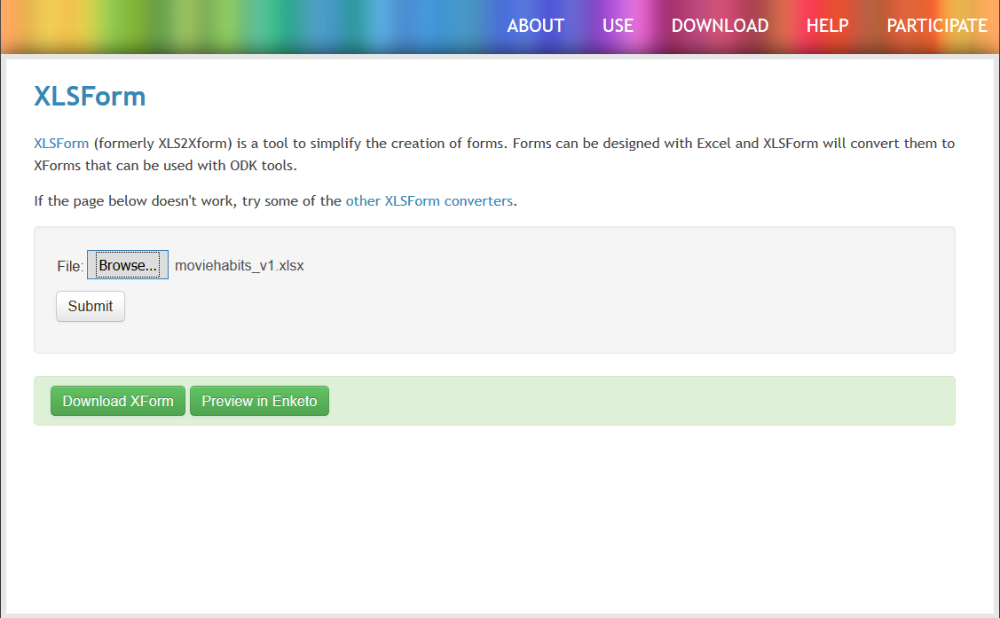 ABOUT USE DOWNLOAD HELP PARTICIPATE
XLSForm
XLSForm (formerly XLS2Xform) is a tool to simplify the creation of forms. Forms can be designed with Excel and XLSForm will convert them to
XForms that can be used with ODK tools.
If the page below doesn't work, try some of the other XLSForm converters.
File: Browse... moviehabits_v1.xlsx
Submit
Download XForm Preview in Enketo